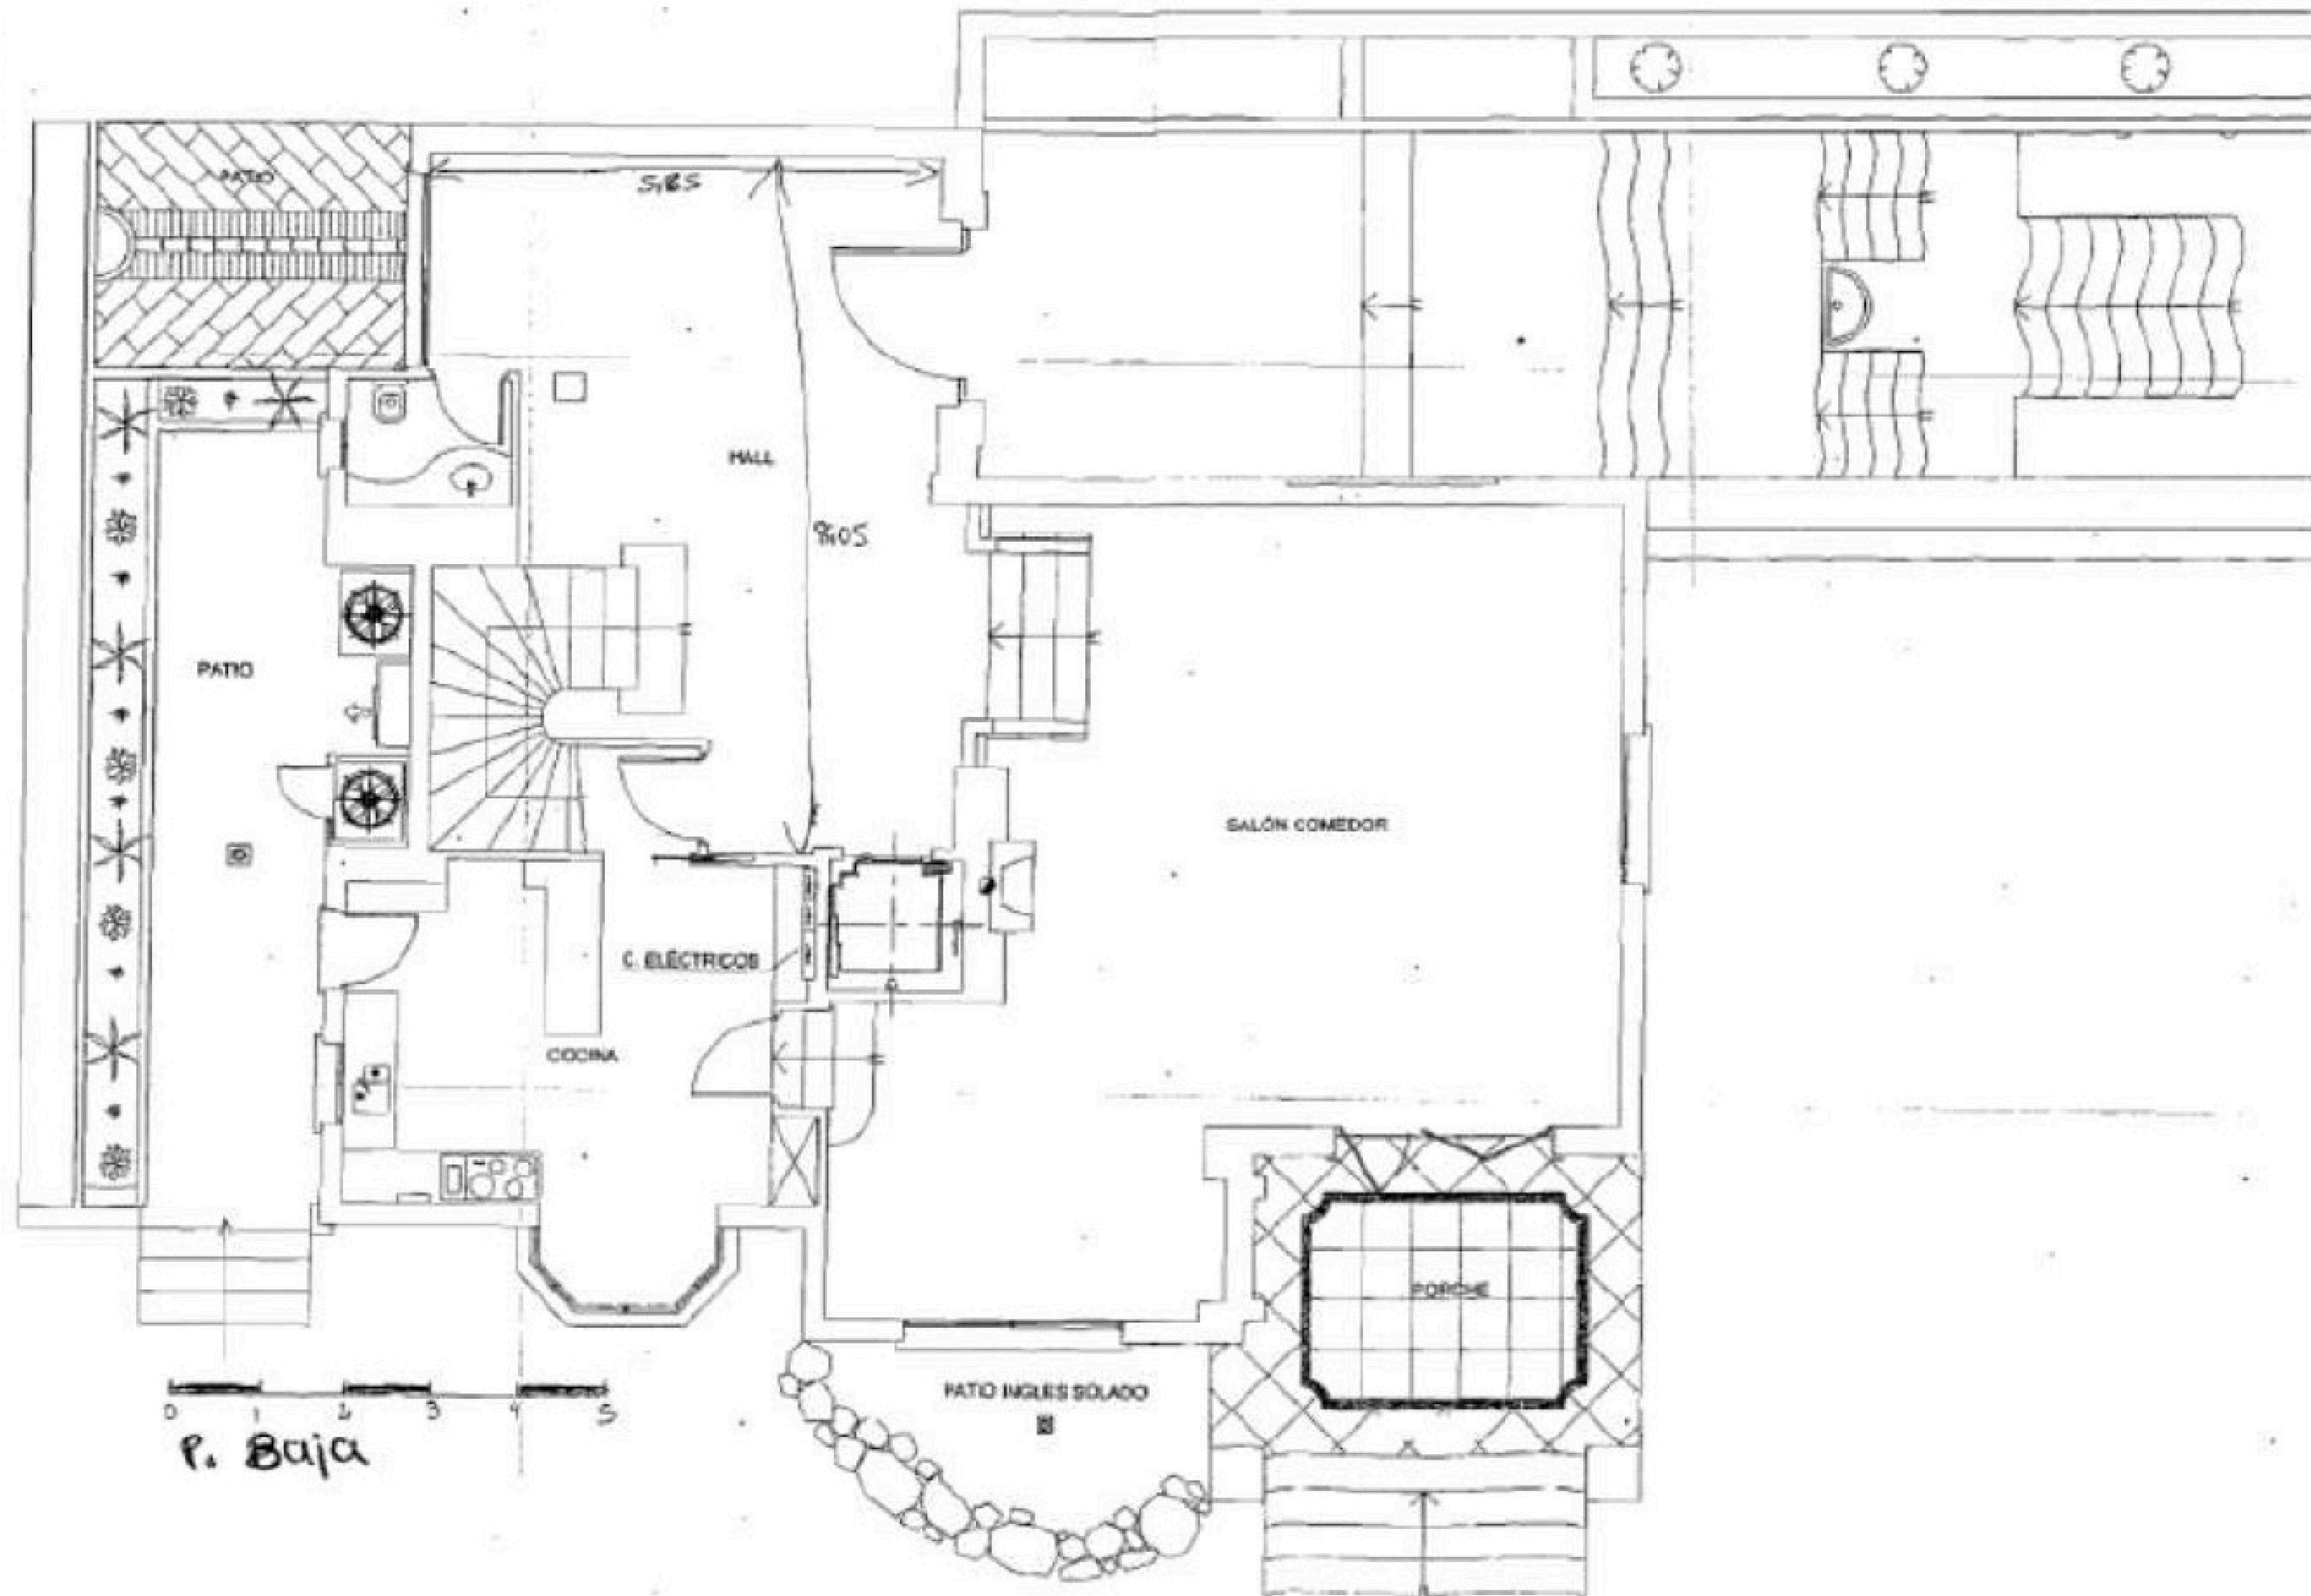 PATIO
5,85
HALL
8,05
PATIO
SALÓN COMEDOR
C. ELÉCTRICOS
COCINA
PORCHE
PATIO INGLES SOLADO
0 1 2 3 4 5
P. Baja